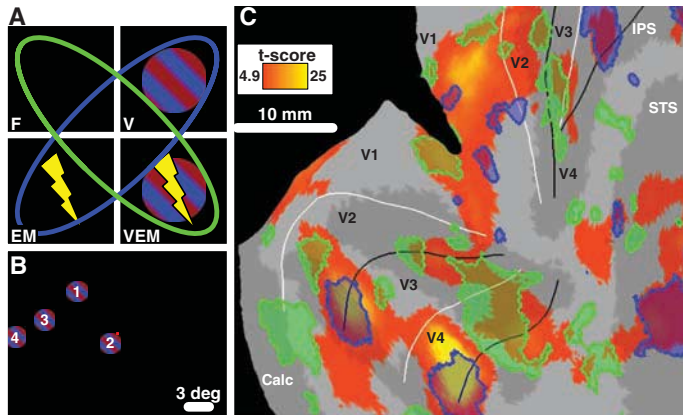 A
F
V
EM
VEM
B
1
3
4
2
3 deg
C
t-score
4.9
25
10 mm
V1
V2
V3
IPS
STS
V4
V1
V2
V3
V4
Calc